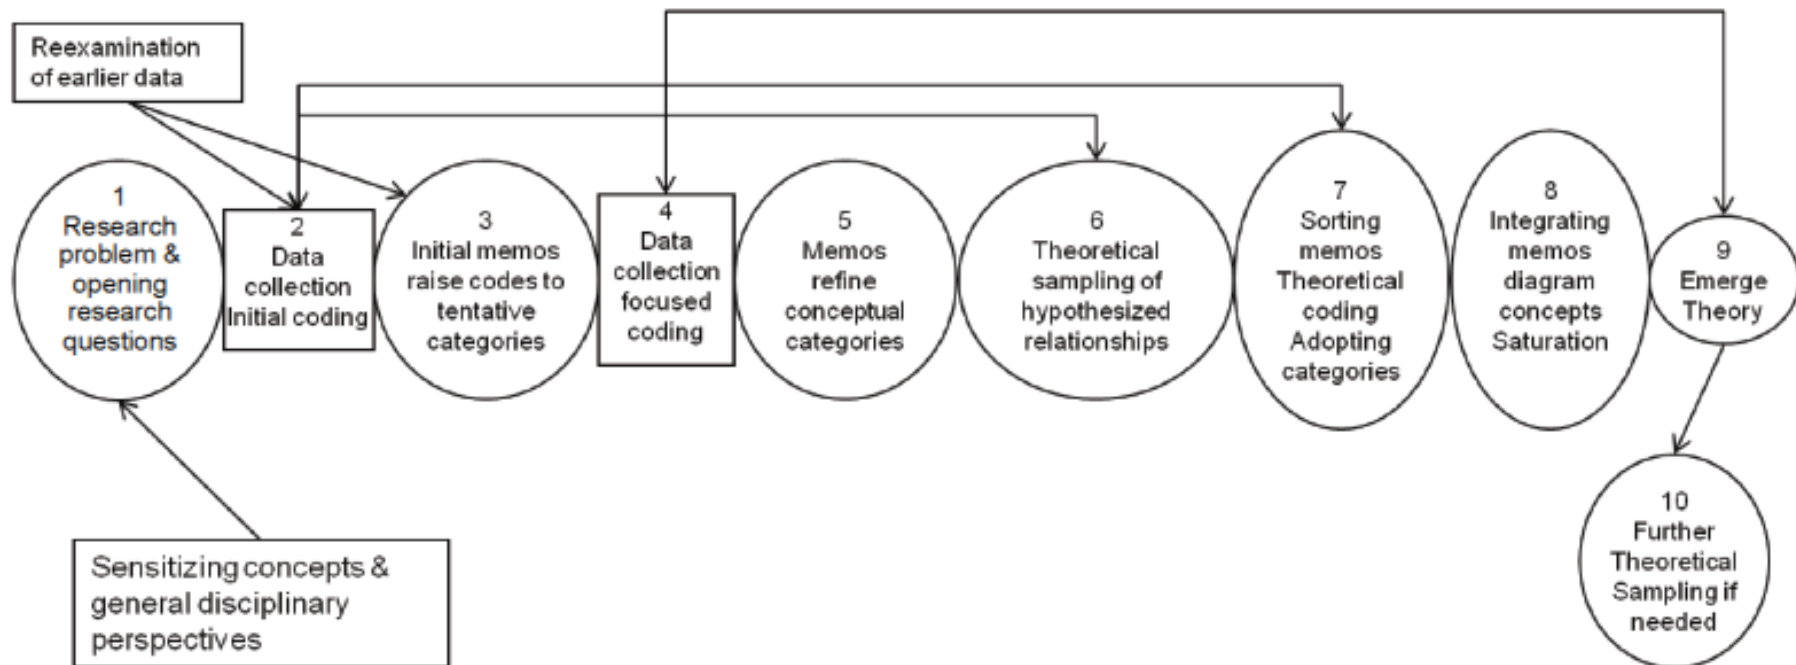 Reexamination
of earlier data
1
Research
problem &
opening
research
questions
2
Data
collection
Initial coding
3
Initial memos
raise codes to
tentative
categories
4
Data
collection
focused
coding
5
Memos
refine
conceptual
categories
6
Theoretical
sampling of
hypothesized
relationships
7
Sorting
memos
Theoretical
coding
Adopting
categories
8
Integrating
memos
diagram
concepts
Saturation
9
Emerge
Theory
10
Further
Theoretical
Sampling if
needed
Sensitizing concepts &
general disciplinary
perspectives